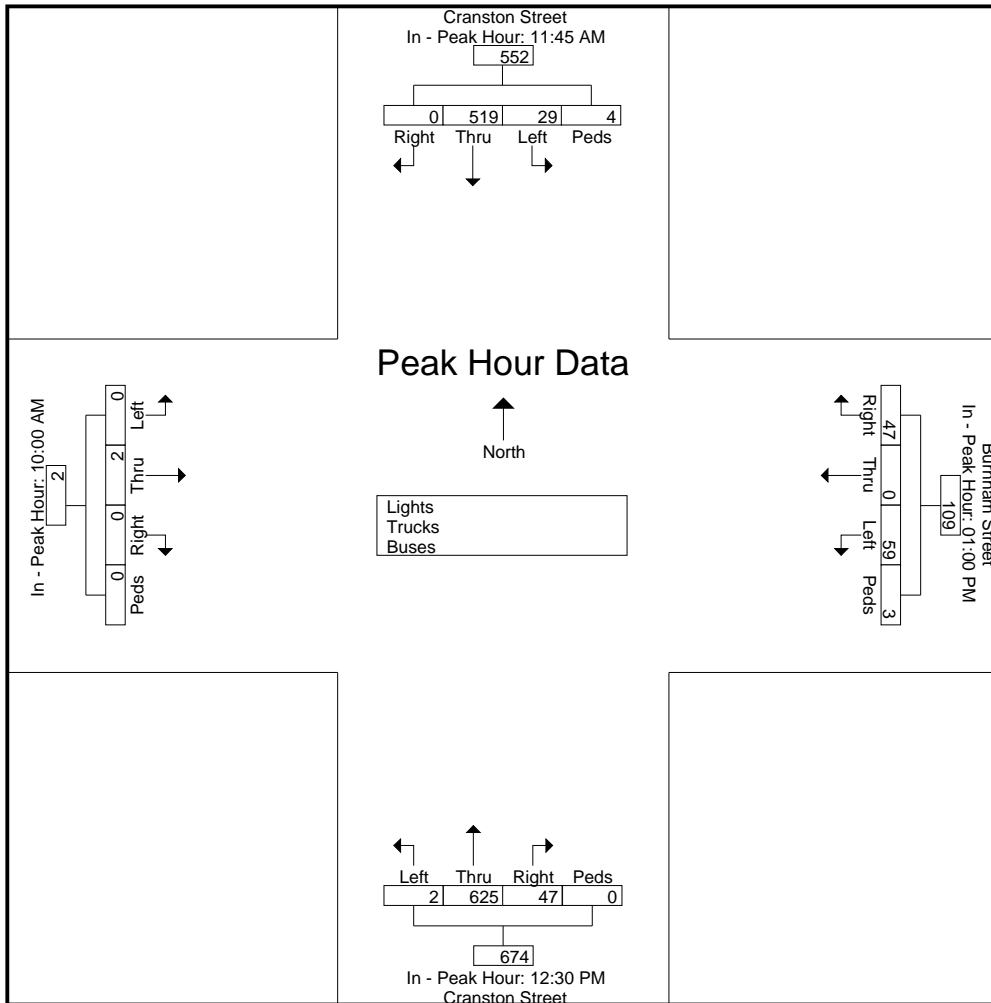 Cranston Street
In - Peak Hour: 11:45 AM
552
0 519 29 4
Right Thru Left Peds
Peak Hour Data
North
Lights
Trucks
Buses
In - Peak Hour: 10:00 AM
2
0 2 0 0
Left Thru Right Peds
Burnham Street
In - Peak Hour: 01:00 PM
109
47 0 59 3
Right Thru Left Peds
Left Thru Right Peds
2 625 47 0
674
In - Peak Hour: 12:30 PM
Cranston Street